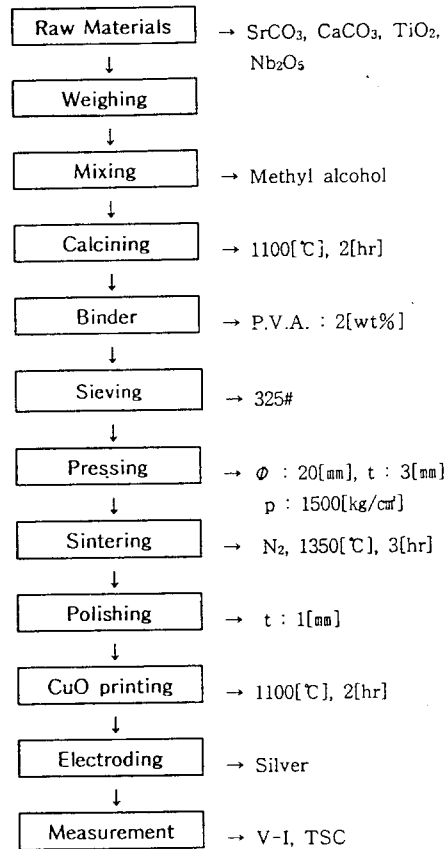 Raw Materials → SrCO₃, CaCO₃, TiO₂,
Nb₂O₅
↓
Weighing
↓
Mixing → Methyl alcohol
↓
Calcining → 1100[℃], 2[hr]
↓
Binder → P.V.A. : 2[wt%]
↓
Sieving → 325#
↓
Pressing → Φ : 20[㎜], t : 3[㎜]
p : 1500[kg/㎠]
↓
Sintering → N₂, 1350[℃], 3[hr]
↓
Polishing → t : 1[㎜]
↓
CuO printing → 1100[℃], 2[hr]
↓
Electroding → Silver
↓
Measurement → V-I, TSC